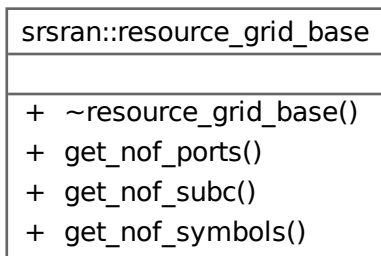 srsran::resource_grid_base
+ ~resource_grid_base()
+ get_nof_ports()
+ get_nof_subc()
+ get_nof_symbols()